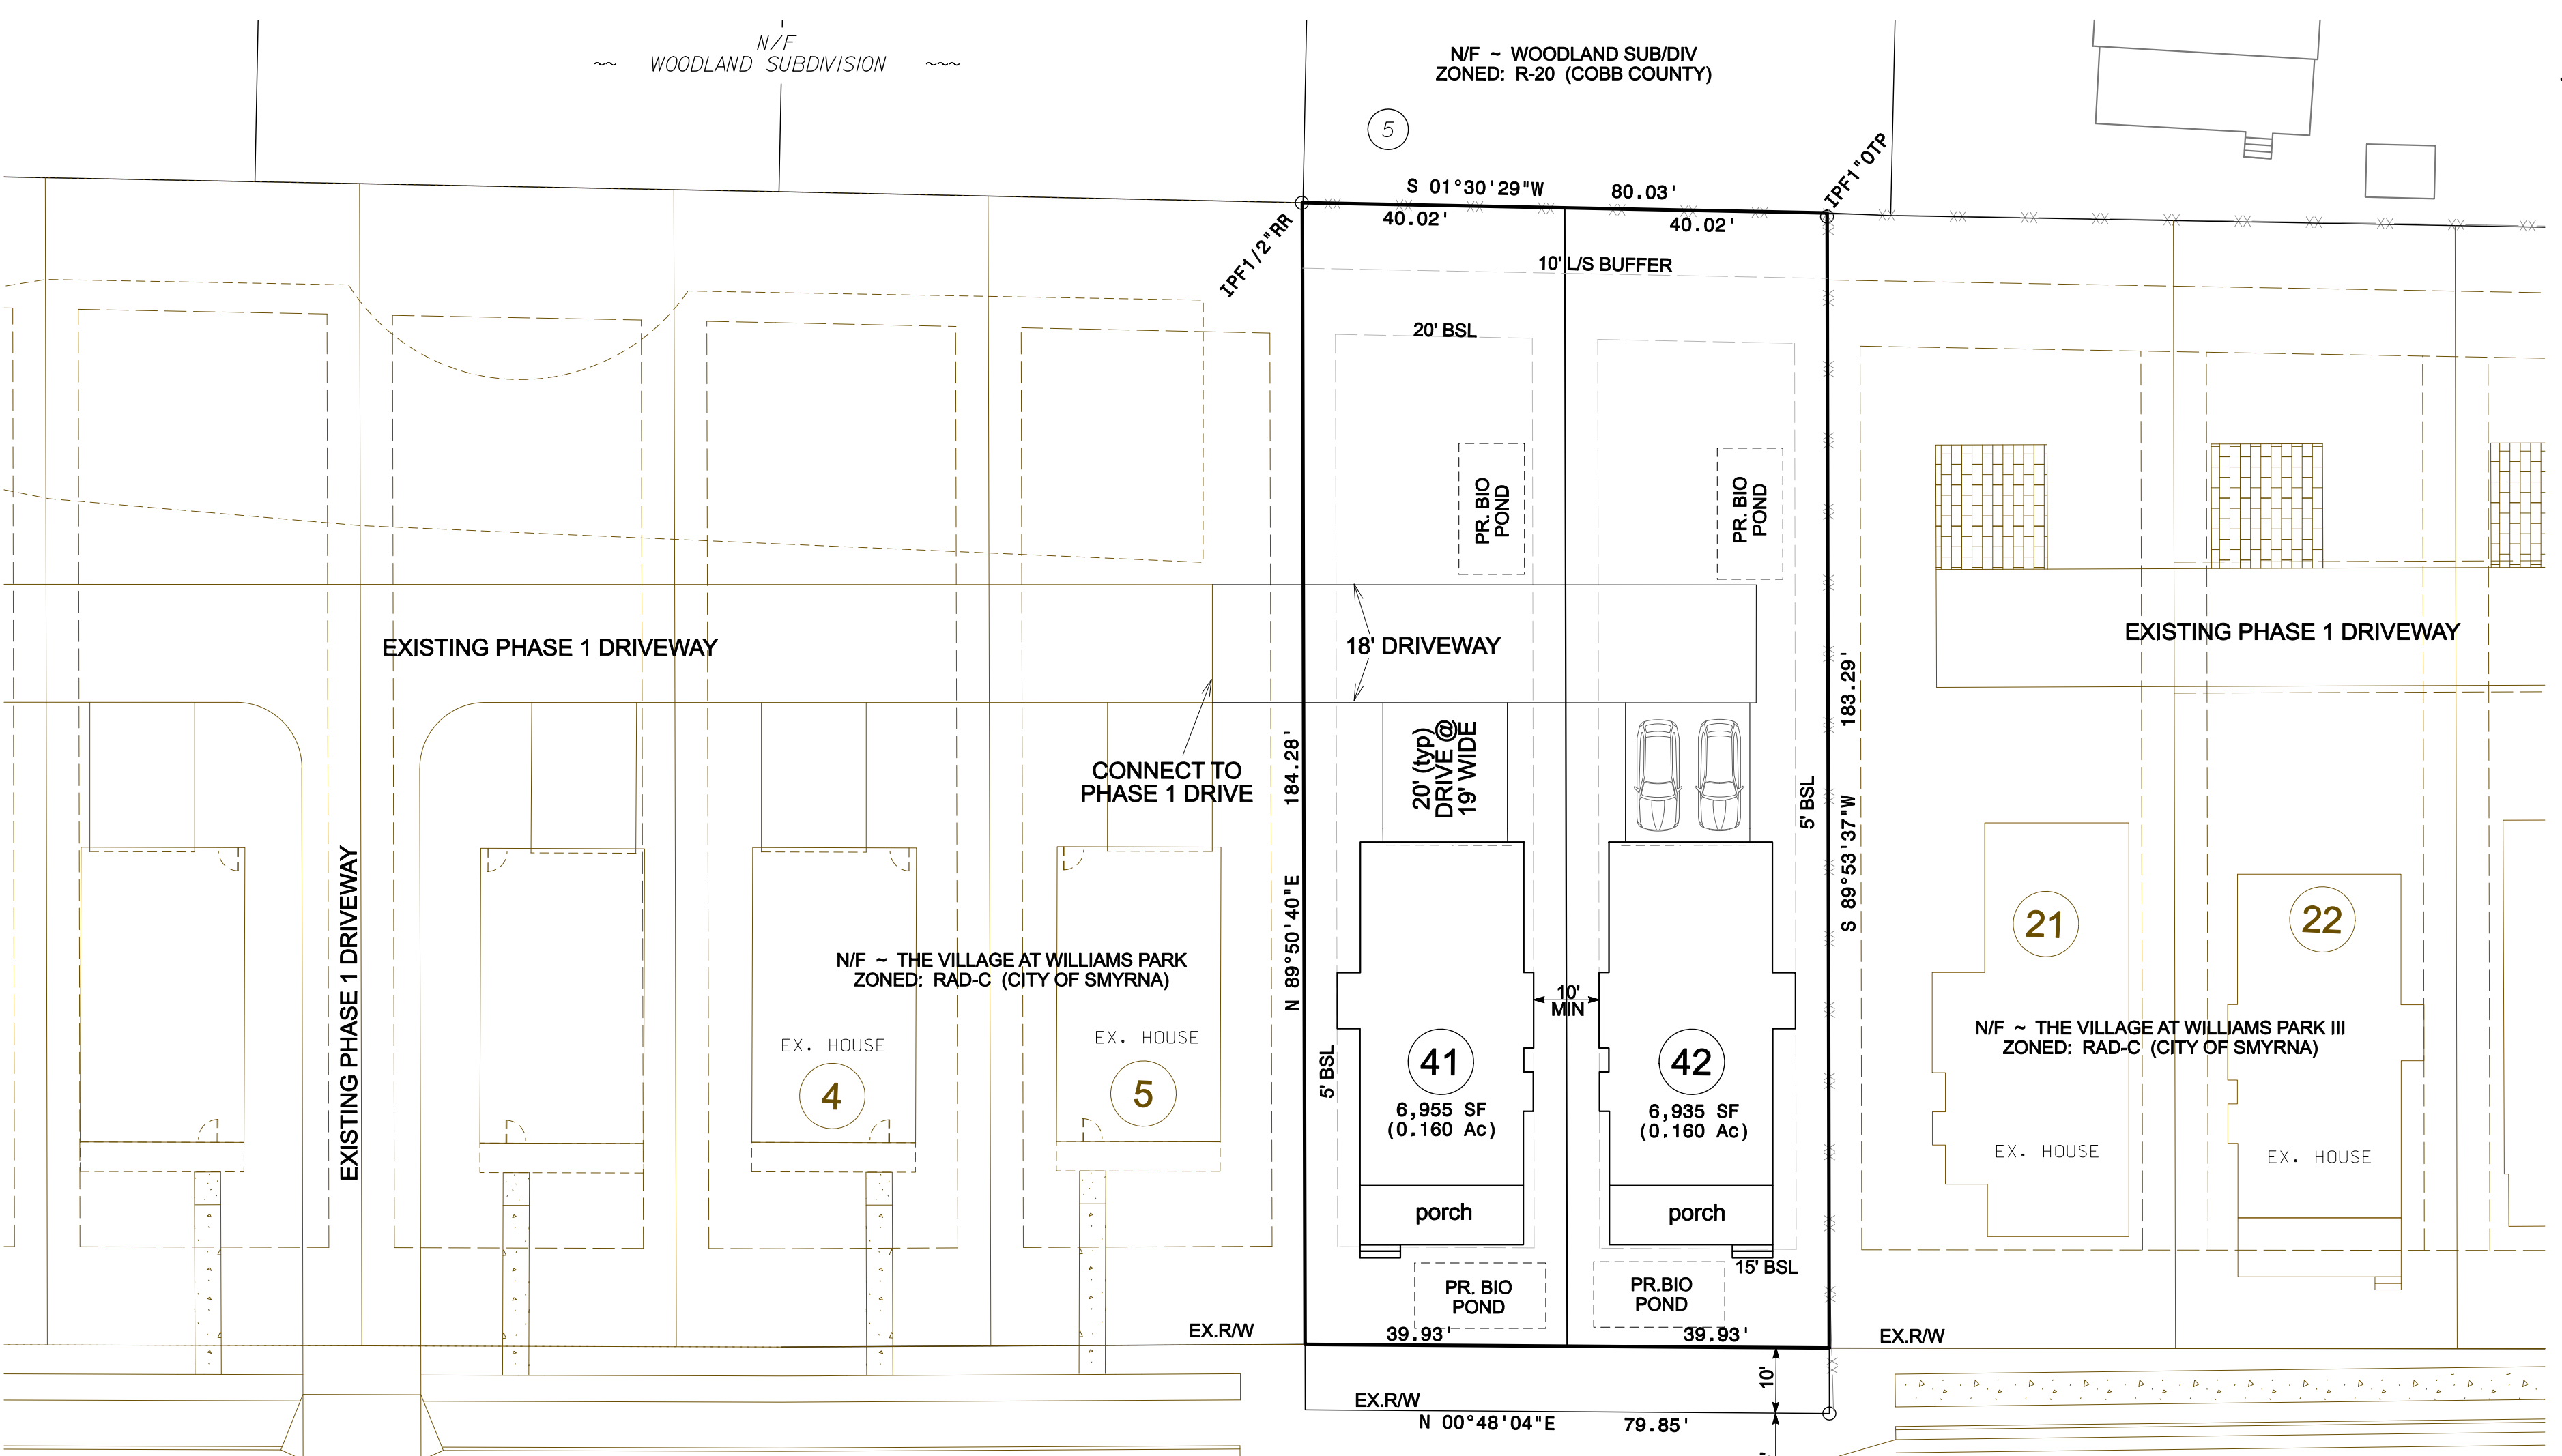 N/F
~~ WOODLAND SUBDIVISION ~~~
N/F ~ WOODLAND SUB/DIV
ZONED: R-20 (COBB COUNTY)
5
IPF1"OTP
S 01°30'29"W 80.03'
40.02' 40.02'
IPF1/2"RR
10' L/S BUFFER
20' BSL
PR. BIO
POND
PR. BIO
POND
EXISTING PHASE 1 DRIVEWAY
18' DRIVEWAY
EXISTING PHASE 1 DRIVEWAY
183.29'
S 89°53'37"W
184.28'
N 89°50'40"E
CONNECT TO
PHASE 1 DRIVE
20' (typ)
DRIVE @
19' WIDE
5' BSL
EXISTING PHASE 1 DRIVEWAY
N/F ~ THE VILLAGE AT WILLIAMS PARK
ZONED: RAD-C (CITY OF SMYRNA)
EX. HOUSE
4
EX. HOUSE
5
10'
MIN
5' BSL
41
6,955 SF
(0.160 Ac)
42
6,935 SF
(0.160 Ac)
21
22
N/F ~ THE VILLAGE AT WILLIAMS PARK III
ZONED: RAD-C (CITY OF SMYRNA)
EX. HOUSE
EX. HOUSE
porch
porch
15' BSL
PR. BIO
POND
PR.BIO
POND
EX.R/W
39.93' 39.93'
EX.R/W
10'
EX.R/W
N 00°48'04"E 79.85'